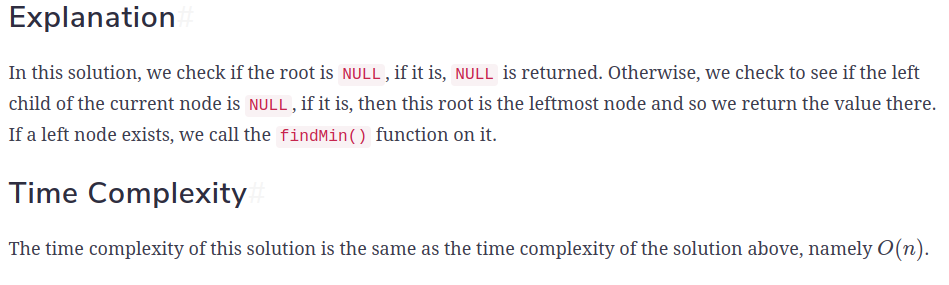 Explanation#
In this solution, we check if the root is NULL, if it is, NULL is returned. Otherwise, we check to see if the left
child of the current node is NULL, if it is, then this root is the leftmost node and so we return the value there.
If a left node exists, we call the findMin() function on it.
Time Complexity#
The time complexity of this solution is the same as the time complexity of the solution above, namely O(n).